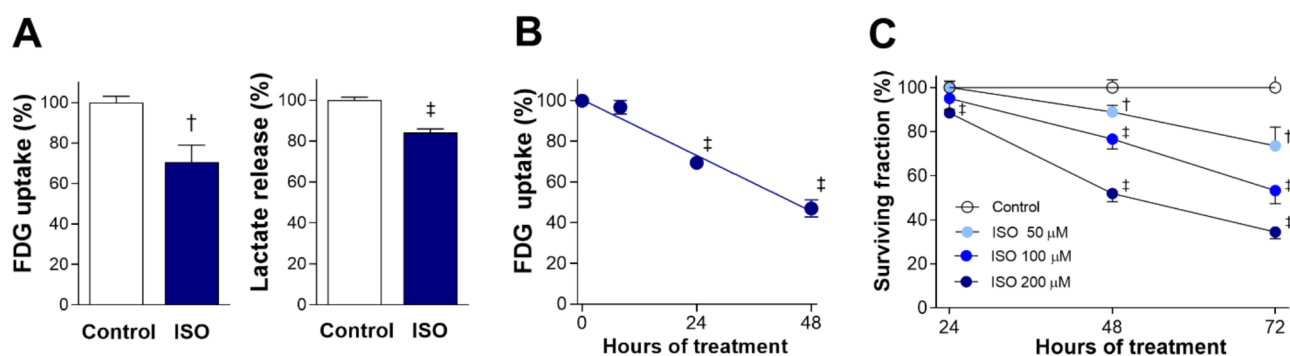 A
FDG uptake (%)
100
80
60
40
20
0
†
Control ISO
Lactate release (%)
100
80
60
40
20
0
‡
Control ISO
B
FDG uptake (%)
100
80
60
40
20
0
‡
‡
0 24 48
Hours of treatment
C
Surviving fraction (%)
100
80
60
40
20
0
‡
†
‡
‡
†
‡
‡
Control
ISO 50 μM
ISO 100 μM
ISO 200 μM
24 48 72
Hours of treatment